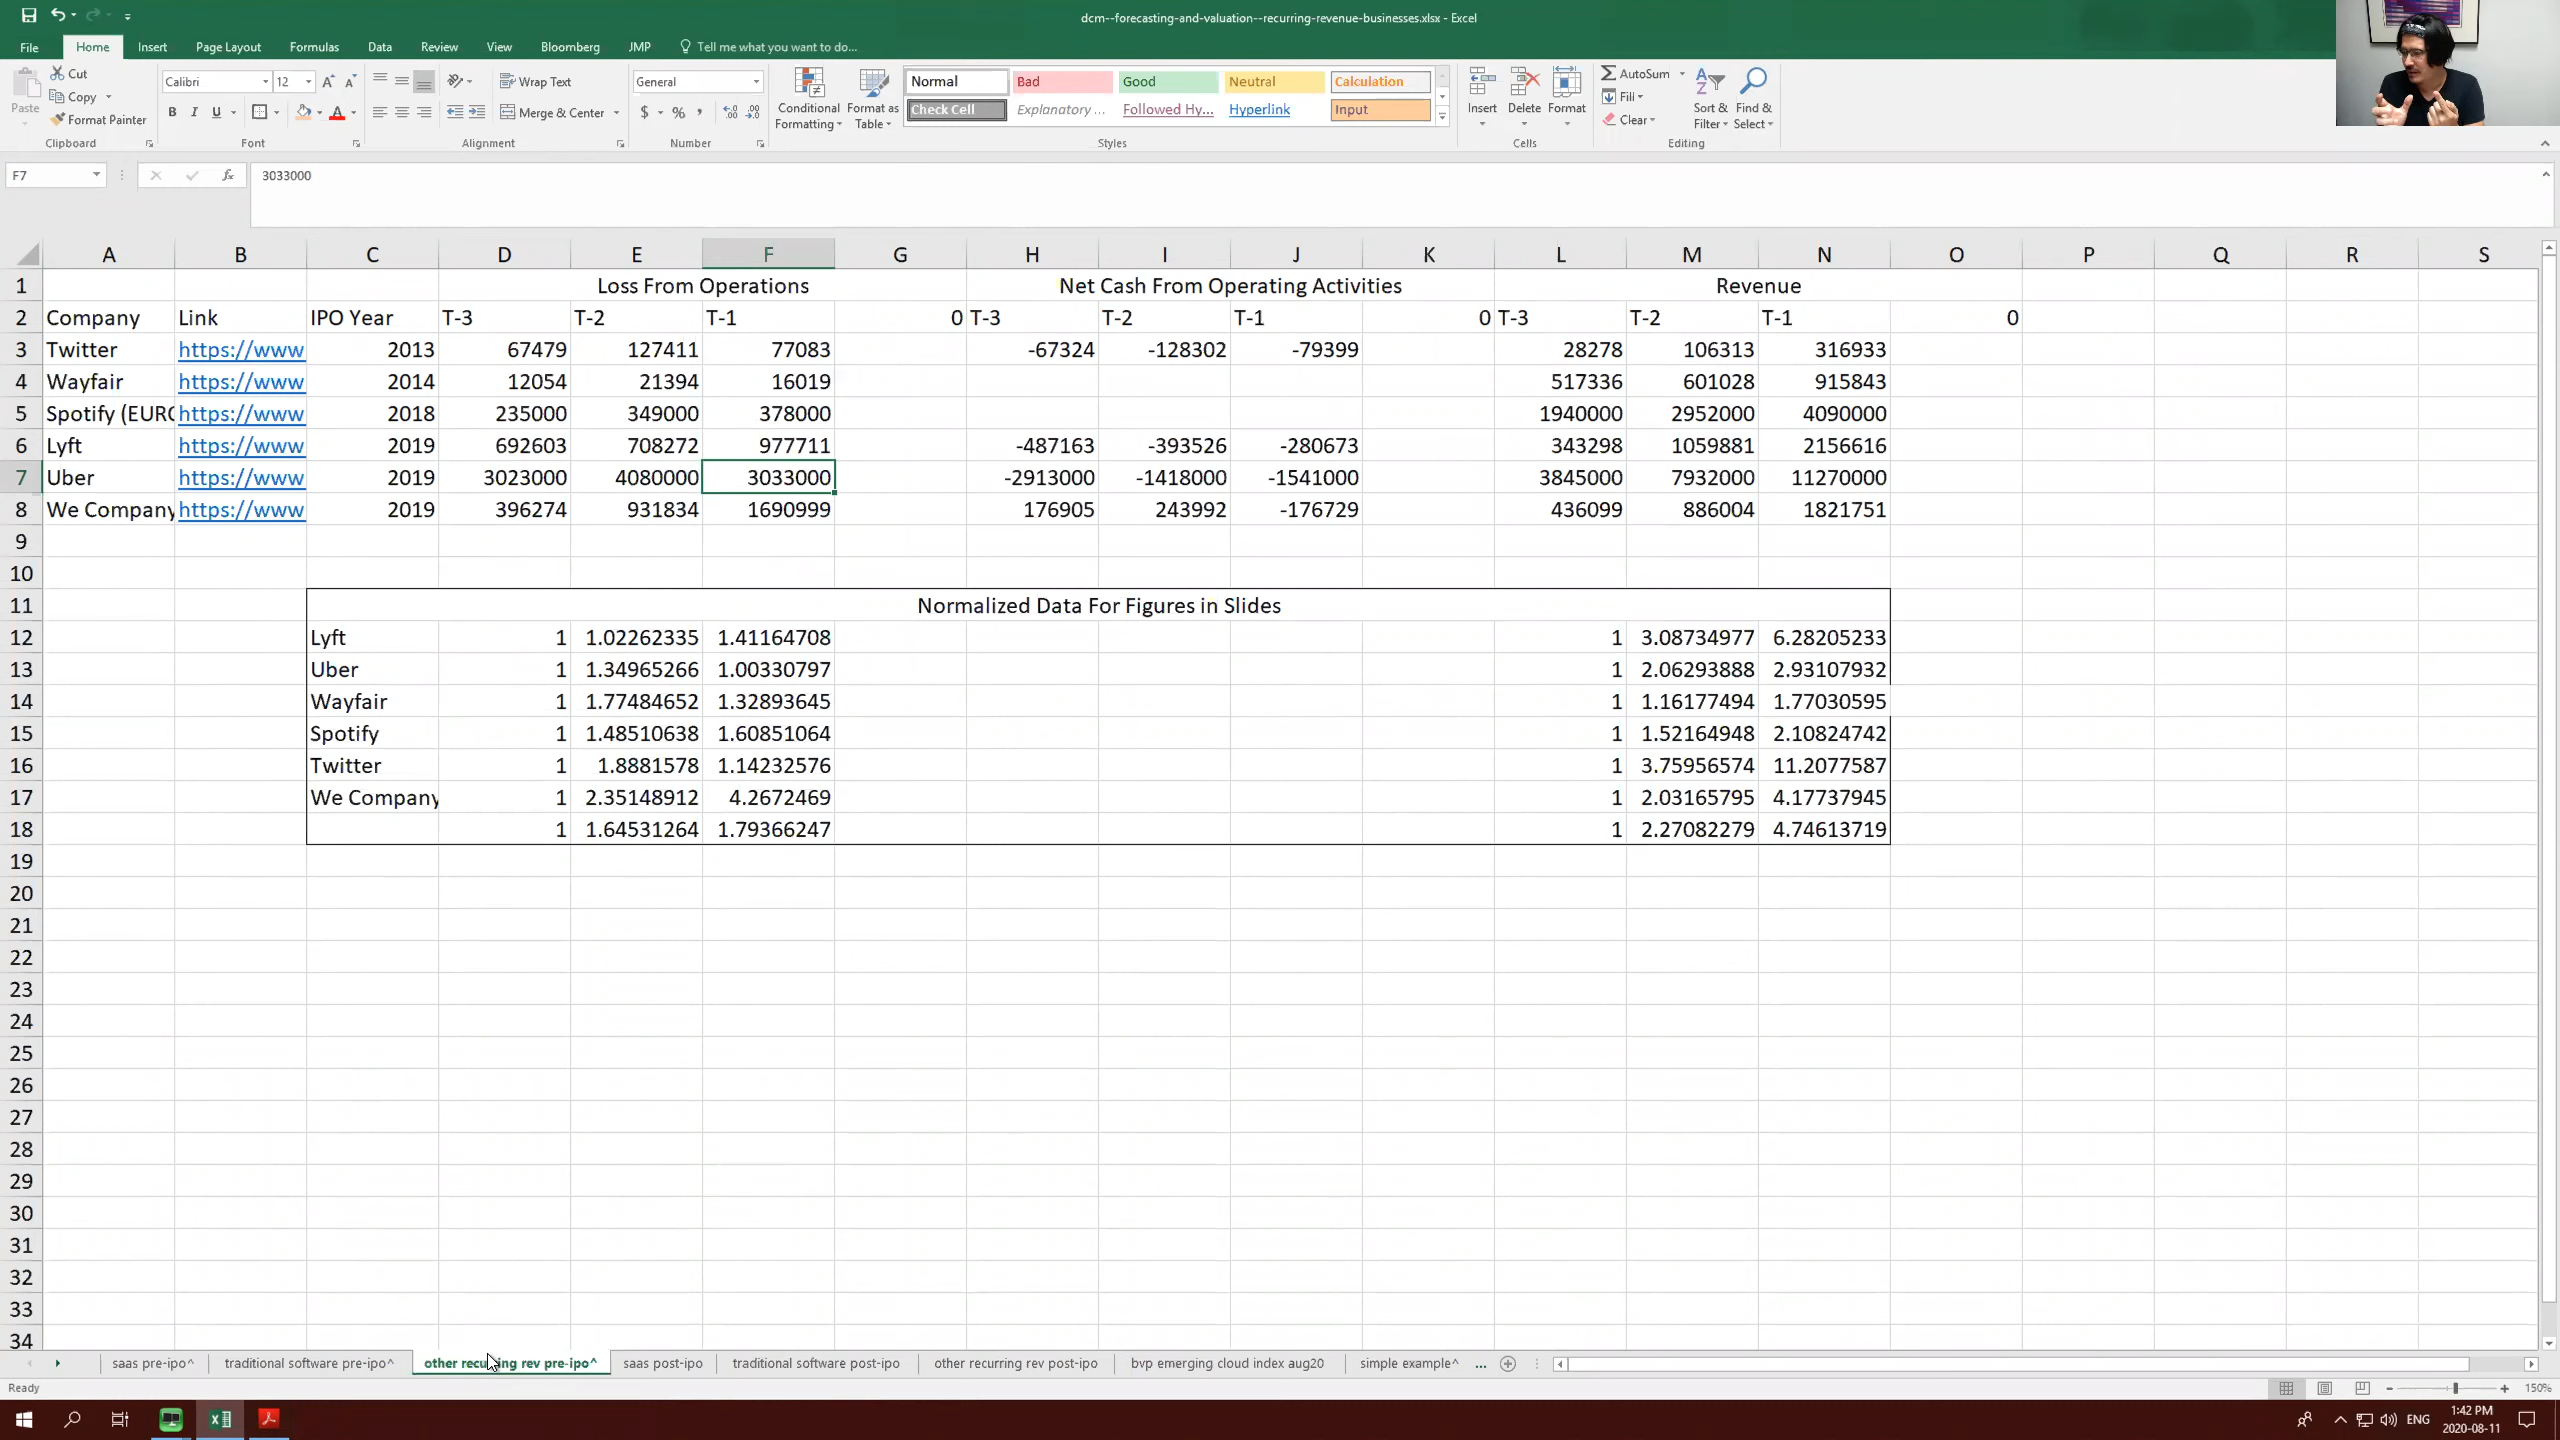 dcm--forecasting-and-valuation--recurring-revenue-businesses.xlsx - Excel
File Home Insert Page Layout Formulas Data Review View Bloomberg JMP Tell me what you want to do...
Paste Cut Copy Format Painter Clipboard
Calibri 12 B I U Font
Wrap Text Merge & Center Alignment
General $ % , Number
Conditional Formatting Format as Table
Normal Bad Good Neutral Calculation
Check Cell Explanatory ... Followed Hy... Hyperlink Input
Styles
Insert Delete Format Cells
AutoSum Fill Clear Sort & Filter Find & Select Editing
F7 fx 3033000
A B C D E F G H I J K L M N O P Q R S
1 Loss From Operations Net Cash From Operating Activities Revenue
2 Company Link IPO Year T-3 T-2 T-1 0 T-3 T-2 T-1 0 T-3 T-2 T-1 0
3 Twitter https://www 2013 67479 127411 77083 -67324 -128302 -79399 28278 106313 316933
4 Wayfair https://www 2014 12054 21394 16019 517336 601028 915843
5 Spotify (EURO https://www 2018 235000 349000 378000 1940000 2952000 4090000
6 Lyft https://www 2019 692603 708272 977711 -487163 -393526 -280673 343298 1059881 2156616
7 Uber https://www 2019 3023000 4080000 3033000 -2913000 -1418000 -1541000 3845000 7932000 11270000
8 We Company https://www 2019 396274 931834 1690999 176905 243992 -176729 436099 886004 1821751
9
10
11 Normalized Data For Figures in Slides
12 Lyft 1 1.02262335 1.41164708 1 3.08734977 6.28205233
13 Uber 1 1.34965266 1.00330797 1 2.06293888 2.93107932
14 Wayfair 1 1.77484652 1.32893645 1 1.16177494 1.77030595
15 Spotify 1 1.48510638 1.60851064 1 1.52164948 2.10824742
16 Twitter 1 1.8881578 1.14232576 1 3.75956574 11.2077587
17 We Company 1 2.35148912 4.2672469 1 2.03165795 4.17737945
18 1 1.64531264 1.79366247 1 2.27082279 4.74613719
19
20
21
22
23
24
25
26
27
28
29
30
31
32
33
34
saas pre-ipo^ traditional software pre-ipo^ other recurring rev pre-ipo^ saas post-ipo traditional software post-ipo other recurring rev post-ipo bvp emerging cloud index aug20 simple example^ ...
Ready 150%
ENG 1:42 PM
2020-08-11